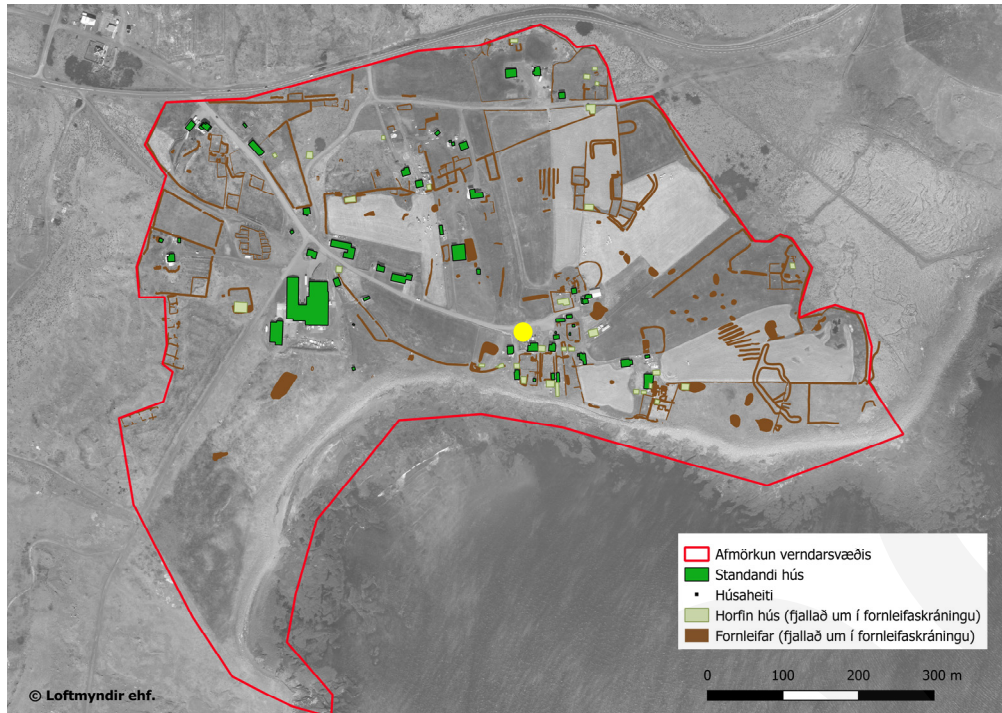 Afmörkun verndarsvæðis
Standandi hús
Húsaheiti
Horfin hús (fjallað um í fornleifaskráningu)
Fornleifar (fjallað um í fornleifaskráningu)
0 100 200 300 m
© Loftmyndir ehf.